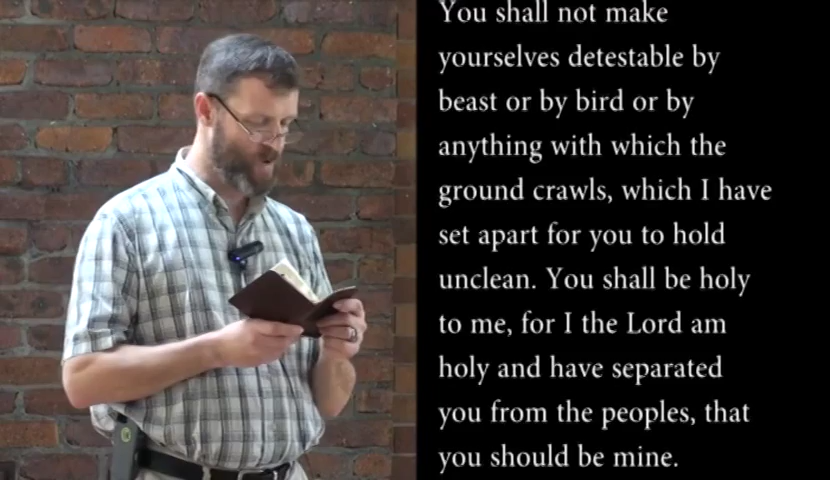 You shall not make
yourselves detestable by
beast or by bird or by
anything with which the
ground crawls, which I have
set apart for you to hold
unclean. You shall be holy
to me, for I the Lord am
holy and have separated
you from the peoples, that
you should be mine.